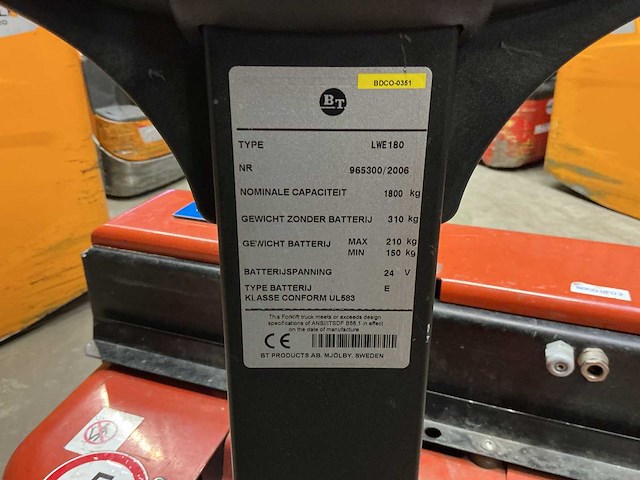 BDCO-0351
BT
TYPE LWE180
NR 965300/2006
NOMINALE CAPACITEIT 1800 kg
GEWICHT ZONDER BATTERIJ 310 kg
GEWICHT BATTERIJ MAX 210 kg
MIN 150 kg
BATTERIJSPANNING 24 V
TYPE BATTERIJ E
KLASSE CONFORM UL583
This Forklift truck meets or exceeds design
specifications of ANSI/ITSDF B56.1 in effect
on the date of manufacture
CE
BT PRODUCTS AB. MJÖLBY. SWEDEN